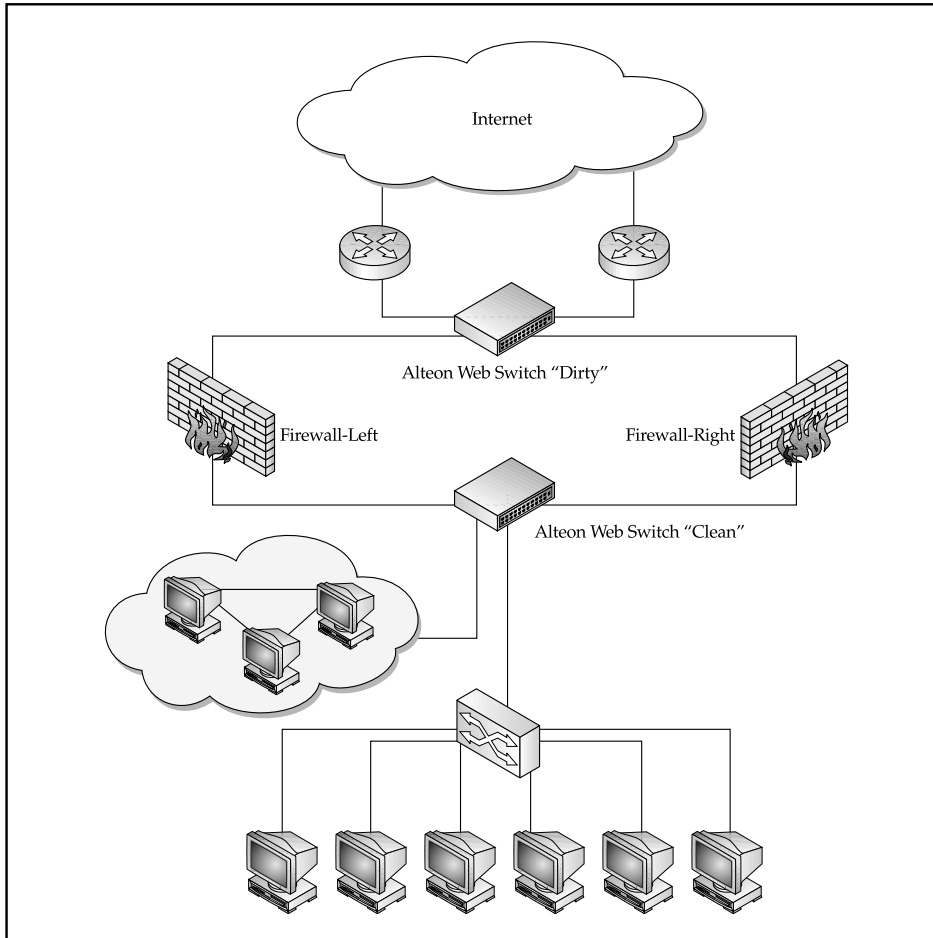 Internet
Alteon Web Switch “Dirty”
Firewall-Left
Firewall-Right
Alteon Web Switch “Clean”